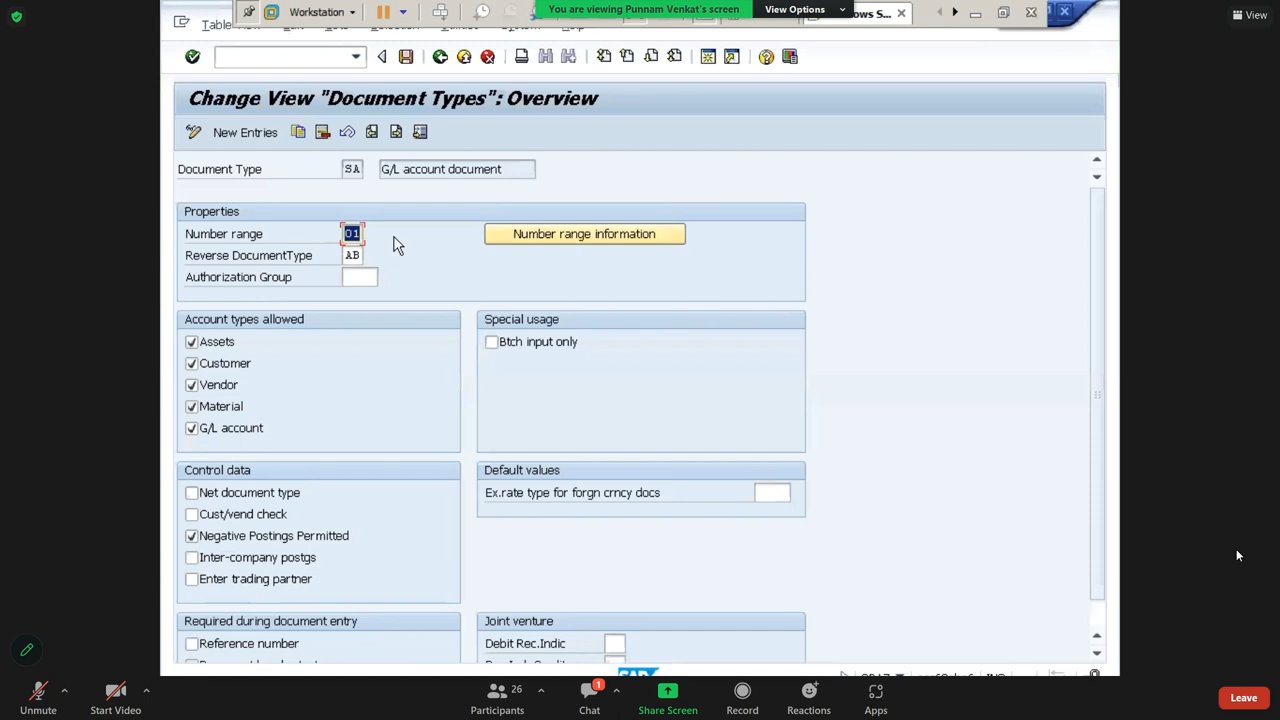 Workstation
You are viewing Punnam Venkat's screen
View Options
View
Table
Change View "Document Types": Overview
New Entries
Document Type SA G/L account document
Properties
Number range 01 Number range information
Reverse DocumentType AB
Authorization Group
Account types allowed
Assets
Customer
Vendor
Material
G/L account
Special usage
Btch input only
Control data
Net document type
Cust/vend check
Negative Postings Permitted
Inter-company postgs
Enter trading partner
Default values
Ex.rate type for forgn crncy docs
Required during document entry
Reference number
Joint venture
Debit Rec.Indic
SAP
Unmute
Start Video
26
Participants
1
Chat
Share Screen
Record
Reactions
Apps
Leave